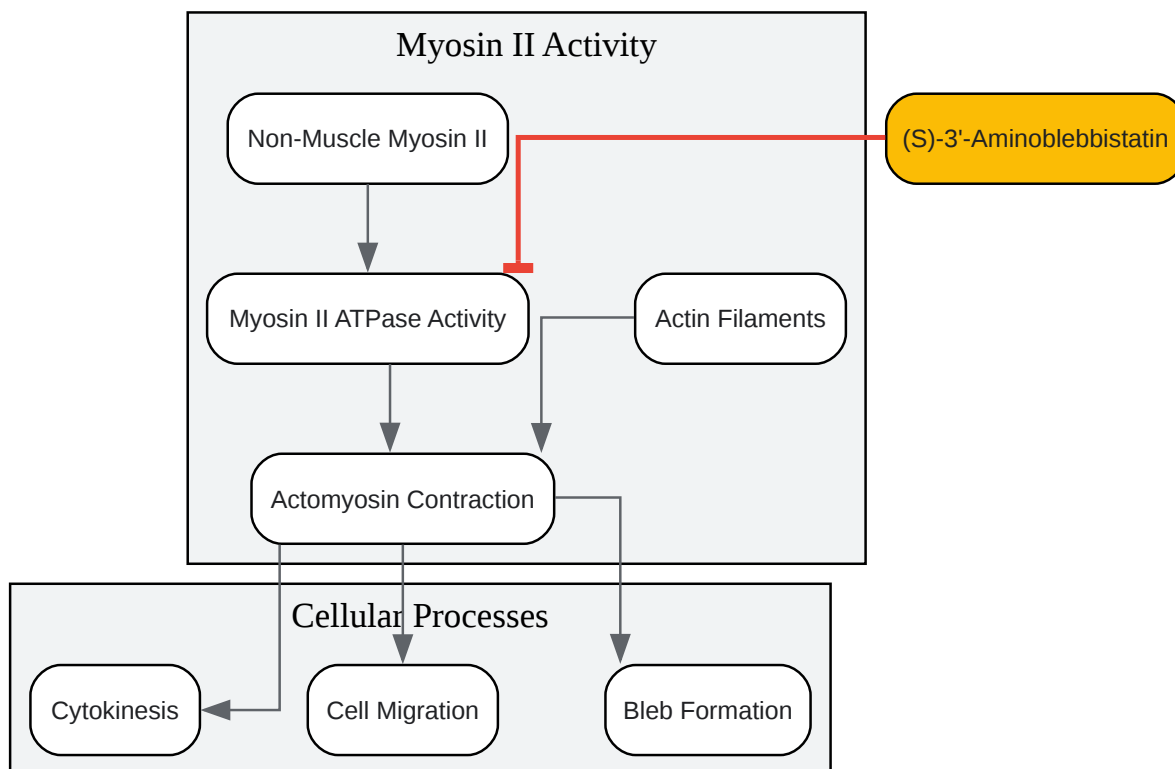 Myosin II Activity
Non-Muscle Myosin II
(S)-3'-Aminoblebbistatin
Myosin II ATPase Activity
Actin Filaments
Actomyosin Contraction
Cellular Processes
Cytokinesis
Cell Migration
Bleb Formation